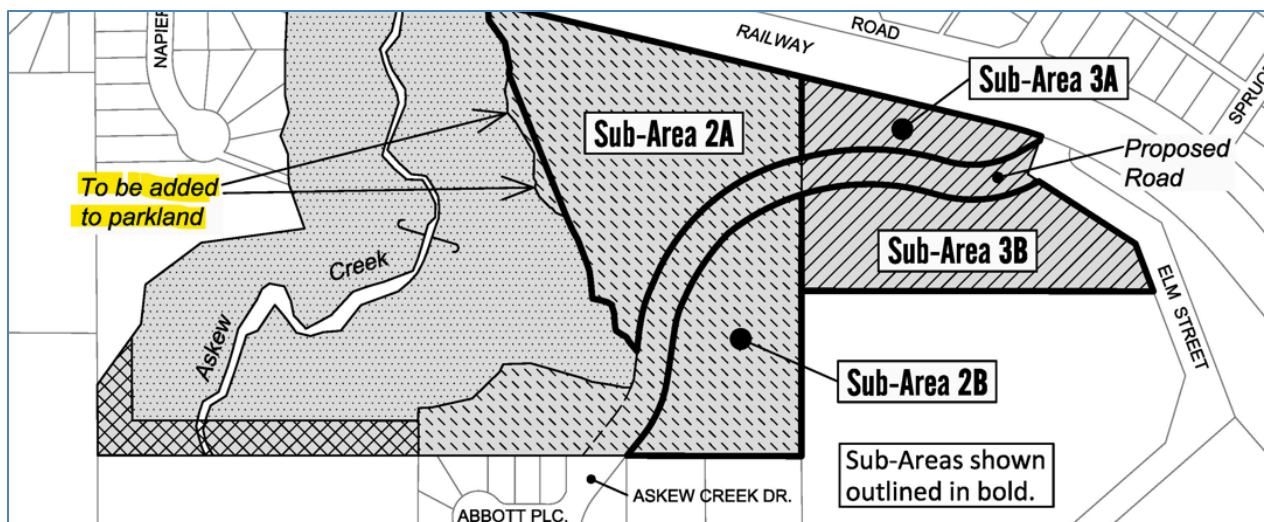 NAPIER
RAILWAY
ROAD
SPRUC
Sub-Area 3A
Sub-Area 2A
Proposed
Road
To be added
to parkland
Sub-Area 3B
Creek
Askew
ELM STREET
Sub-Area 2B
Sub-Areas shown
outlined in bold.
ASKEW CREEK DR.
ABBOTT PLC.